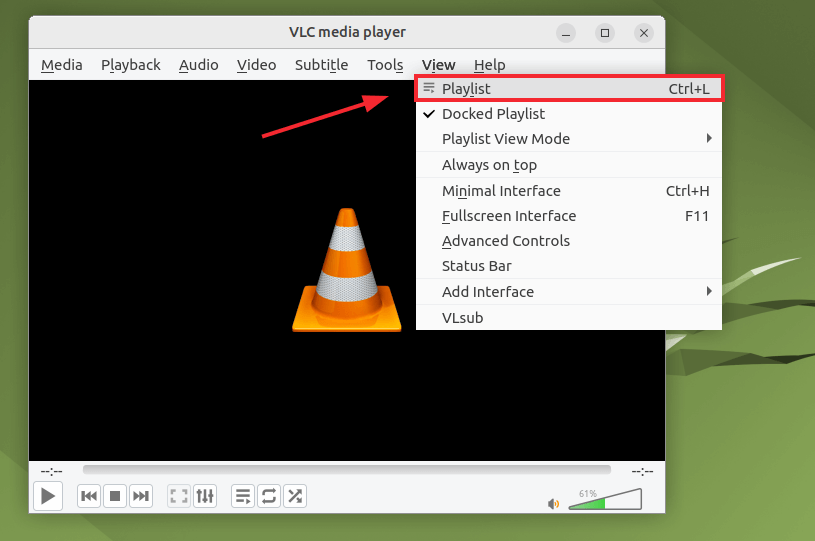 VLC media player
Media Playback Audio Video Subtitle Tools View Help
Playlist Ctrl+L
Docked Playlist
Playlist View Mode
Always on top
Minimal Interface Ctrl+H
Fullscreen Interface F11
Advanced Controls
Status Bar
Add Interface
VLsub
--:-- --:--
61%